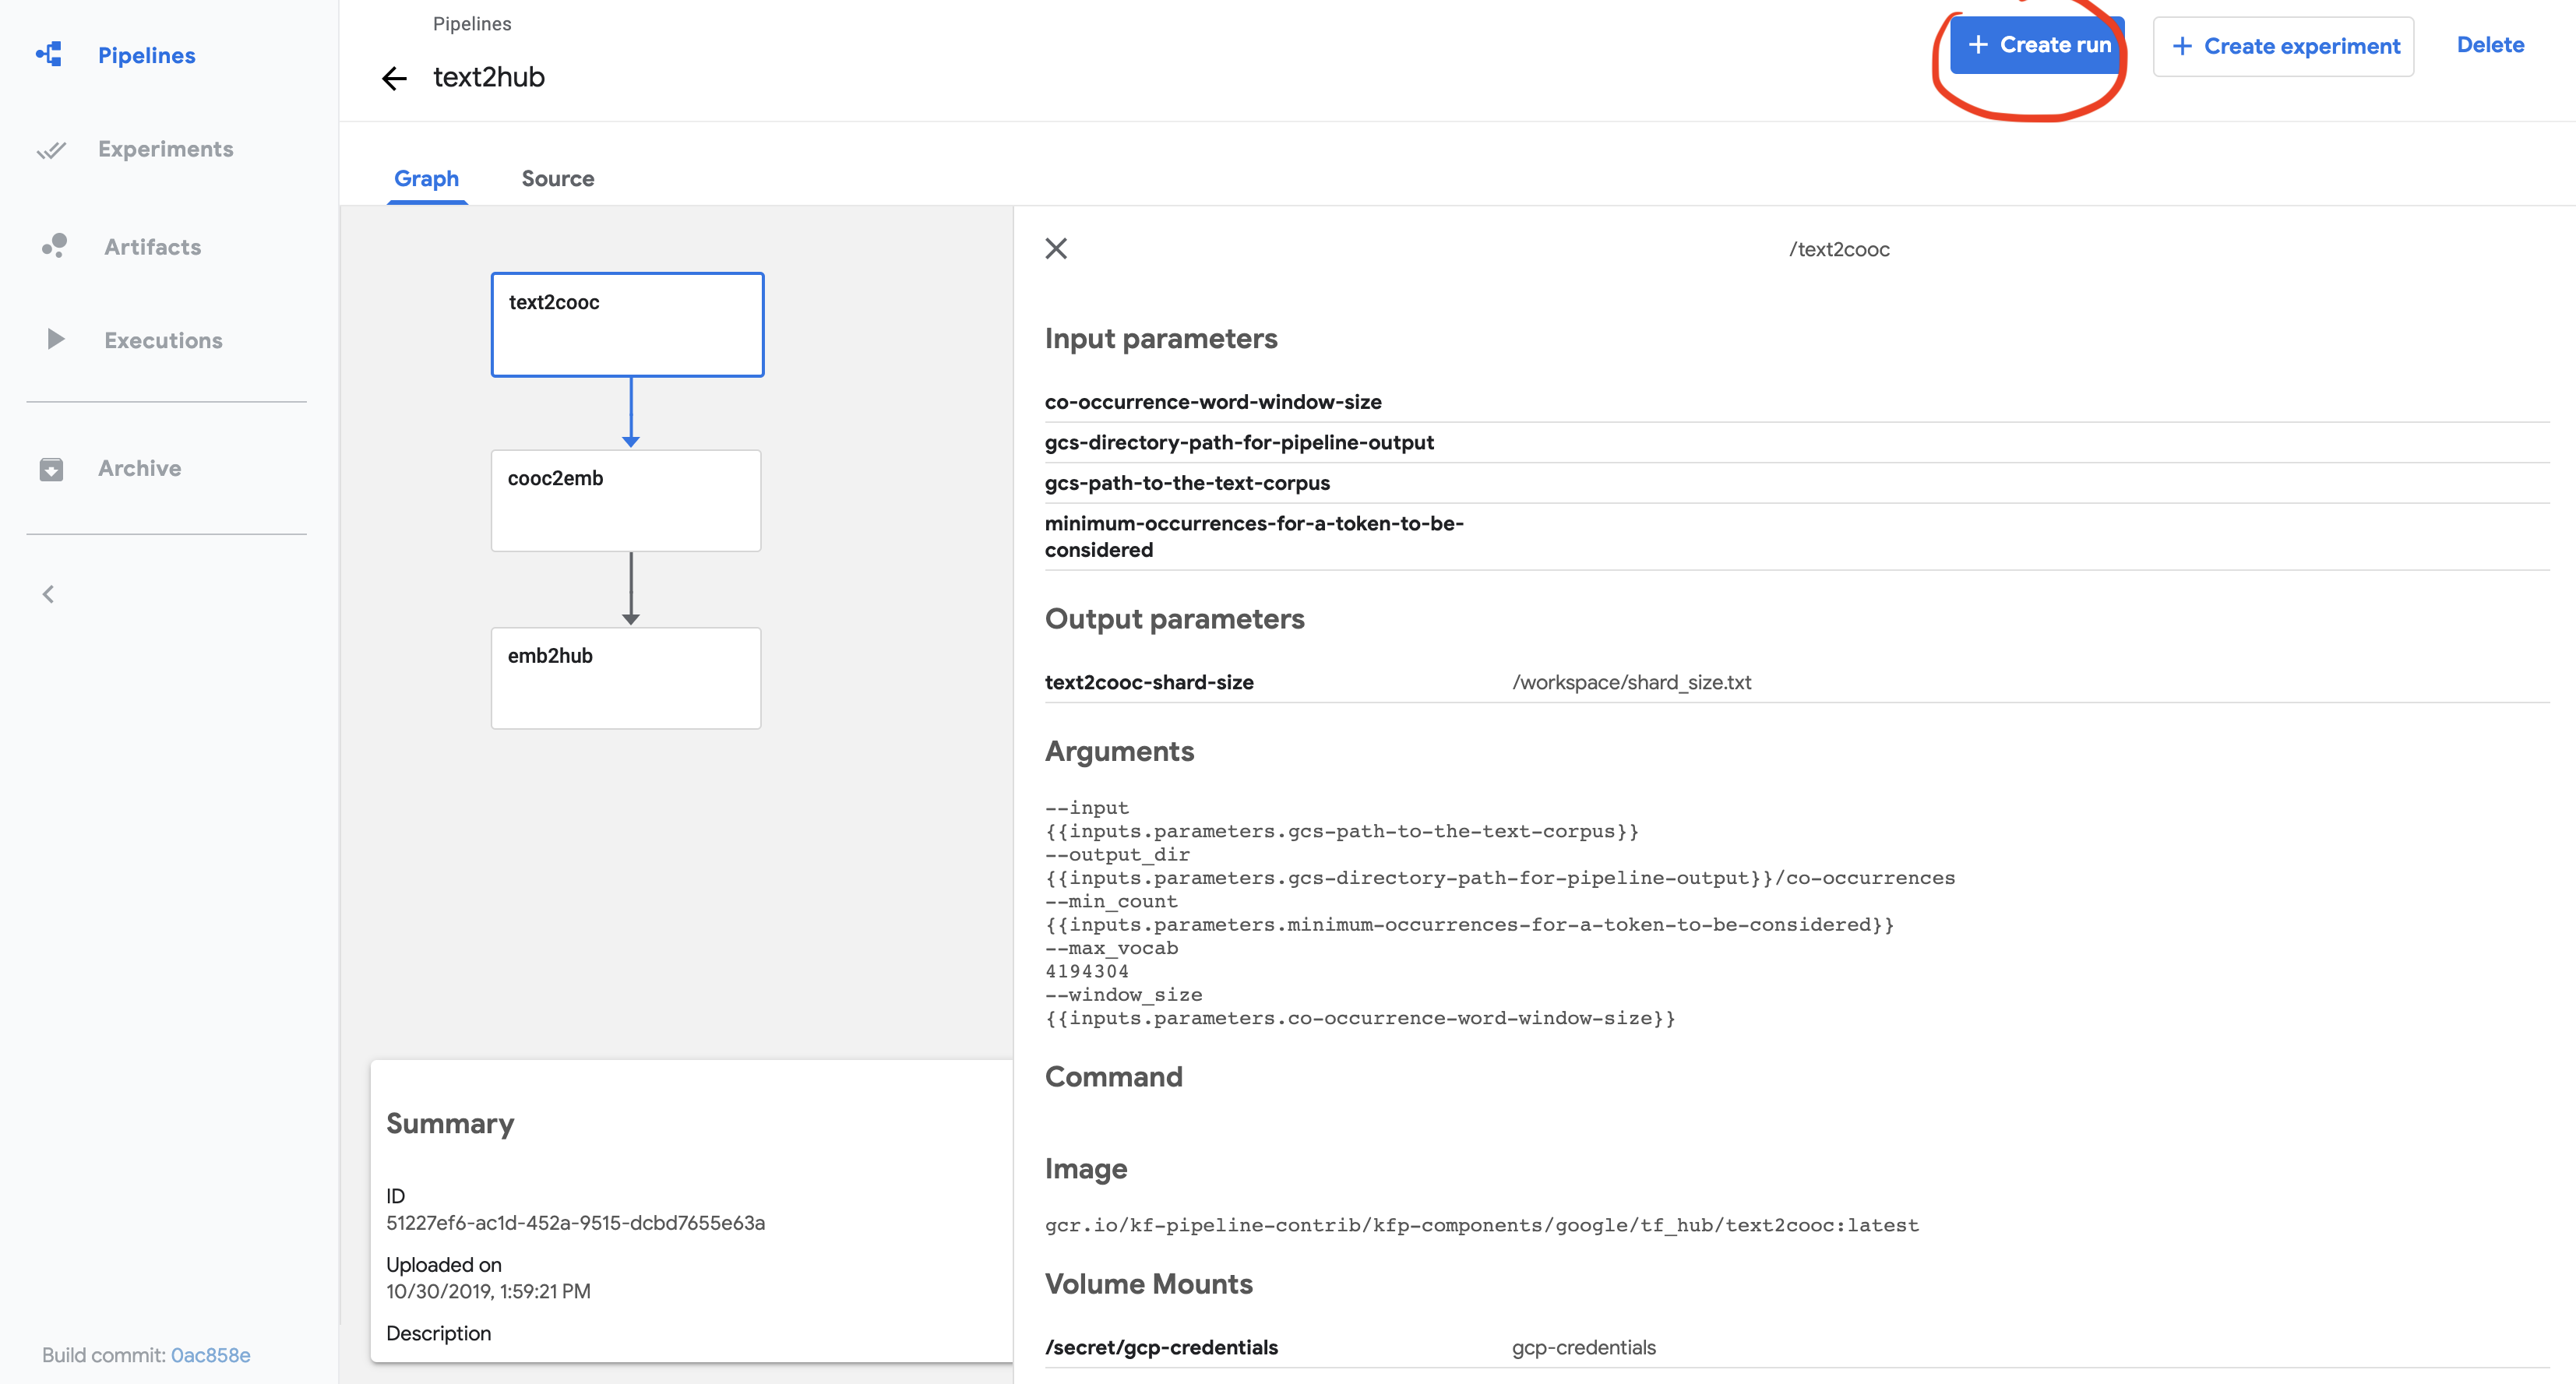 Pipelines
Experiments
Artifacts
Executions
Archive
Build commit: 0ac858e
Pipelines
text2hub
+ Create run
+ Create experiment
Delete
Graph
Source
text2cooc
cooc2emb
emb2hub
Summary
ID
51227ef6-ac1d-452a-9515-dcbd7655e63a
Uploaded on
10/30/2019, 1:59:21 PM
Description
/text2cooc
Input parameters
co-occurrence-word-window-size
gcs-directory-path-for-pipeline-output
gcs-path-to-the-text-corpus
minimum-occurrences-for-a-token-to-be-
considered
Output parameters
text2cooc-shard-size /workspace/shard_size.txt
Arguments
--input
{{inputs.parameters.gcs-path-to-the-text-corpus}}
--output_dir
{{inputs.parameters.gcs-directory-path-for-pipeline-output}}/co-occurrences
--min_count
{{inputs.parameters.minimum-occurrences-for-a-token-to-be-considered}}
--max_vocab
4194304
--window_size
{{inputs.parameters.co-occurrence-word-window-size}}
Command
Image
gcr.io/kf-pipeline-contrib/kfp-components/google/tf_hub/text2cooc:latest
Volume Mounts
/secret/gcp-credentials gcp-credentials